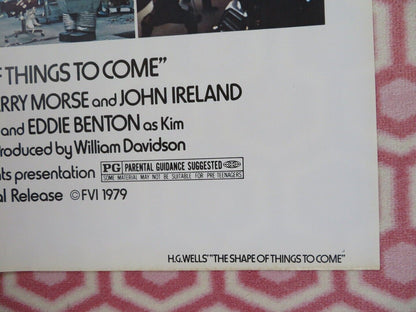 F THINGS TO COME"
RRY MORSE and JOHN IRELAND
and EDDIE BENTON as Kim
roduced by William Davidson
ts presentation PG PARENTAL GUIDANCE SUGGESTED
SOME MATERIAL MAY NOT BE SUITABLE FOR PRE-TEENAGERS
al Release ©FVI 1979
H.G. WELLS' "THE SHAPE OF THINGS TO COME"